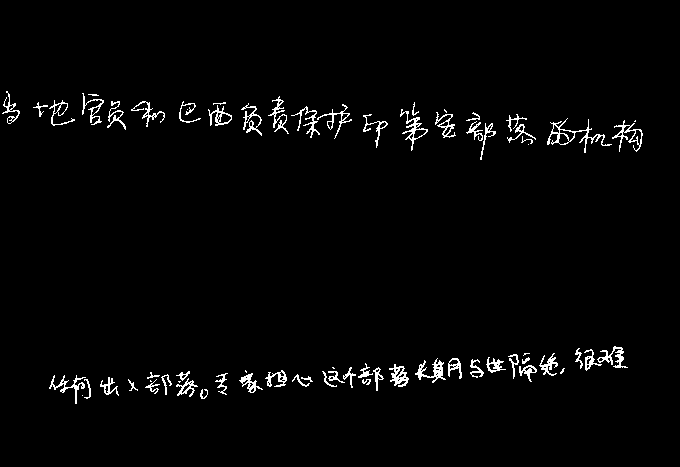 当地官员和巴西负责保护印第安部落的机构
任何出入部落。专家担心这个部落长期与世隔绝,很难